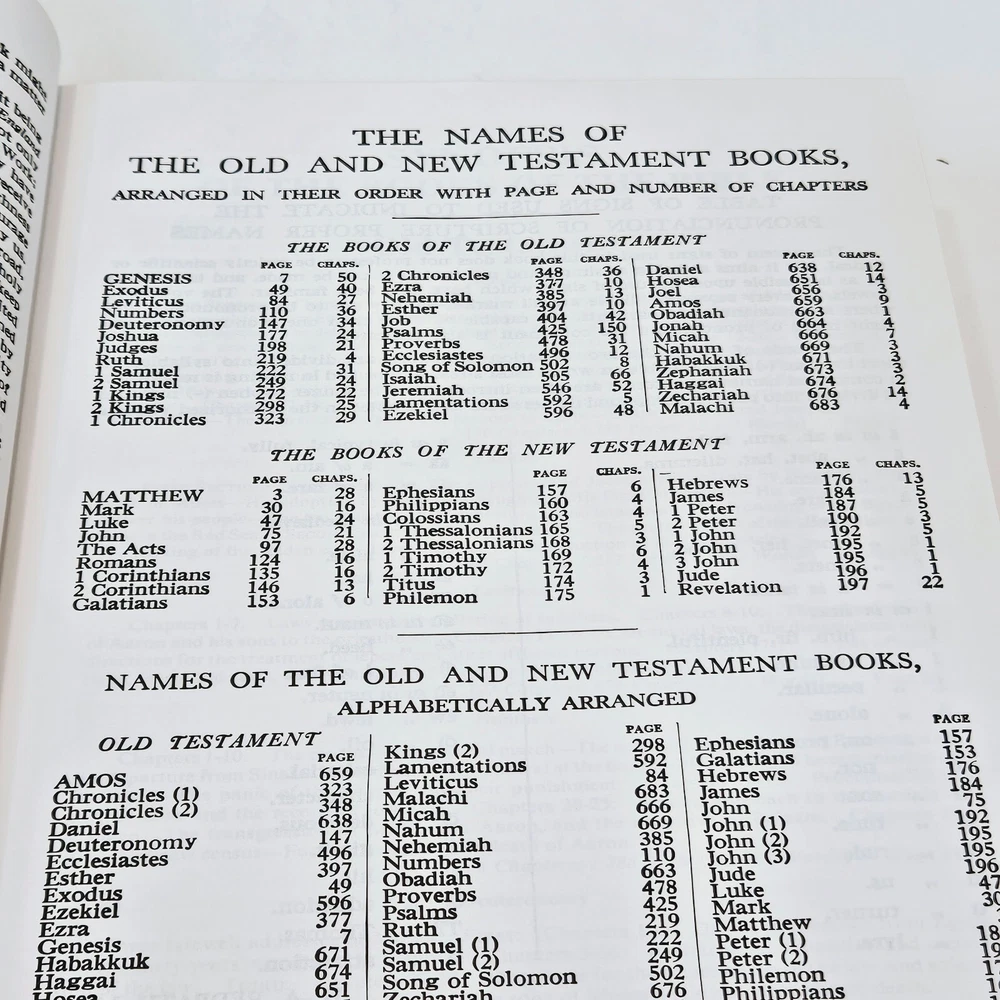 might
a matter
it being
England
only
Work:
have
us.
by
THE NAMES OF
THE OLD AND NEW TESTAMENT BOOKS,
ARRANGED IN THEIR ORDER WITH PAGE AND NUMBER OF CHAPTERS
THE BOOKS OF THE OLD TESTAMENT
PAGE CHAPS.
GENESIS 7 50
Exodus 49 40
Leviticus 84 27
Numbers 110 36
Deuteronomy 147 34
Joshua 177 24
Judges 198 21
Ruth 219 4
1 Samuel 222 31
2 Samuel 249 24
1 Kings 272 22
2 Kings 298 25
1 Chronicles 323 29
PAGE CHAPS.
2 Chronicles 348 36
Ezra 377 10
Nehemiah 385 13
Esther 397 10
Job 404 42
Psalms 425 150
Proverbs 478 31
Ecclesiastes 496 12
Song of Solomon 502 8
Isaiah 505 66
Jeremiah 546 52
Lamentations 592 5
Ezekiel 596 48
PAGE CHAPS.
Daniel 638 12
Hosea 651 14
Joel 656 3
Amos 659 9
Obadiah 663 1
Jonah 664 4
Micah 666 7
Nahum 669 3
Habakkuk 671 3
Zephaniah 673 3
Haggai 674 2
Zechariah 676 14
Malachi 683 4
THE BOOKS OF THE NEW TESTAMENT
PAGE CHAPS.
MATTHEW 3 28
Mark 30 16
Luke 47 24
John 75 21
The Acts 97 28
Romans 124 16
1 Corinthians 135 16
2 Corinthians 146 13
Galatians 153 6
PAGE CHAPS.
Ephesians 157 6
Philippians 160 4
Colossians 163 4
1 Thessalonians 165 5
2 Thessalonians 168 3
1 Timothy 169 6
2 Timothy 172 4
Titus 174 3
Philemon 175 1
PAGE CHAPS.
Hebrews 176 13
James 184 5
1 Peter 187 5
2 Peter 190 3
1 John 192 5
2 John 195 1
3 John 195 1
Jude 196 1
Revelation 197 22
NAMES OF THE OLD AND NEW TESTAMENT BOOKS,
ALPHABETICALLY ARRANGED
OLD TESTAMENT
PAGE
AMOS 659
Chronicles (1) 323
Chronicles (2) 348
Daniel 638
Deuteronomy 147
Ecclesiastes 496
Esther 397
Exodus 49
Ezekiel 596
Ezra 377
Genesis 7
Habakkuk 671
Haggai 674
Hosea 651
PAGE
Kings (2) 298
Lamentations 592
Leviticus 84
Malachi 683
Micah 666
Nahum 669
Nehemiah 385
Numbers 110
Obadiah 663
Proverbs 478
Psalms 425
Ruth 219
Samuel (1) 222
Samuel (2) 249
Song of Solomon 502
Zechariah 676
PAGE
Ephesians 157
Galatians 153
Hebrews 176
James 184
John 75
John (1) 192
John (2) 195
John (3) 195
Jude 196
Luke 47
Mark 30
Matthew
Peter (1)
Peter (2)
Philemon
Philippians